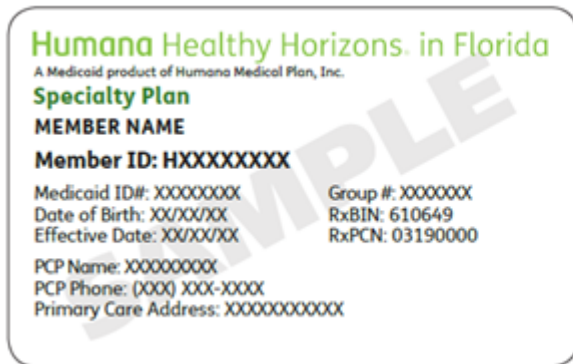 Humana Healthy Horizons® in Florida
A Medicaid product of Humana Medical Plan, Inc.
Specialty Plan
MEMBER NAME
Member ID: HXXXXXXXX
Medicaid ID#: XXXXXXXX Group #: XXXXXXX
Date of Birth: XX/XX/XX RxBIN: 610649
Effective Date: XX/XX/XX RxPCN: 03190000
PCP Name: XXXXXXXXX
PCP Phone: (XXX) XXX-XXXX
Primary Care Address: XXXXXXXXXXX
SAMPLE